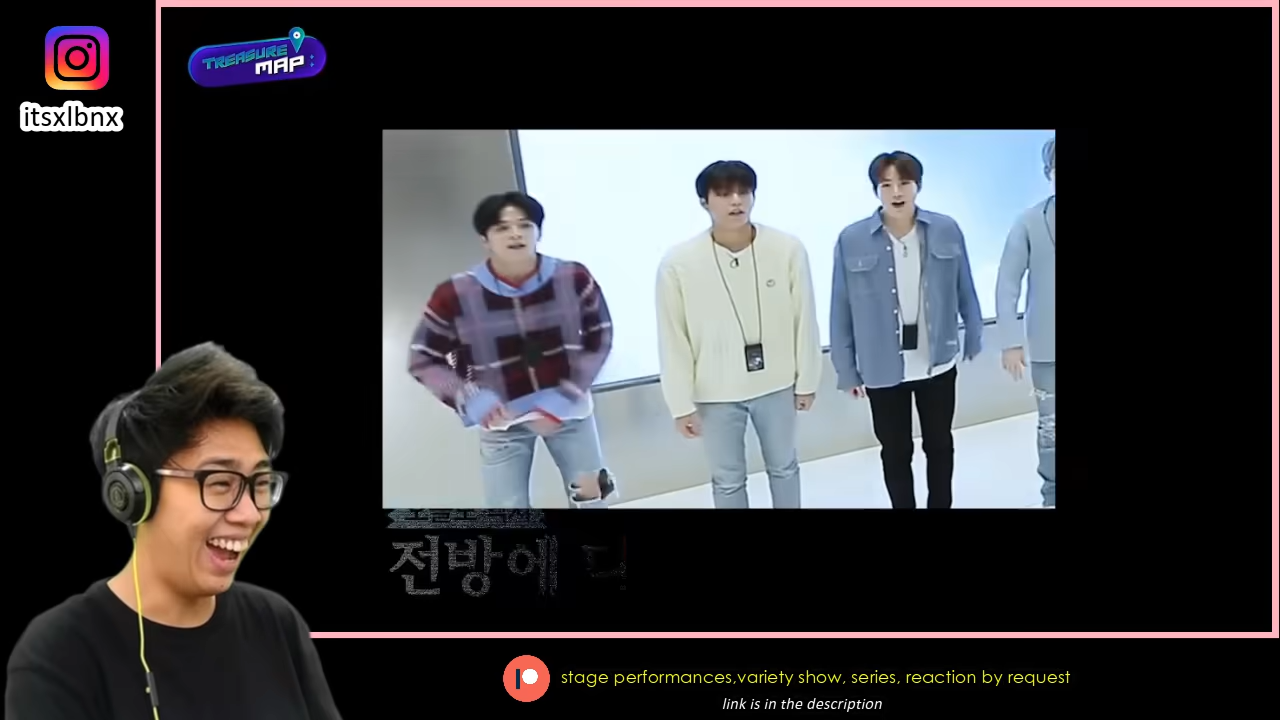 itsxlbnx
TREASURE
MAP
전방에
stage performances,variety show, series, reaction by request
link is in the description